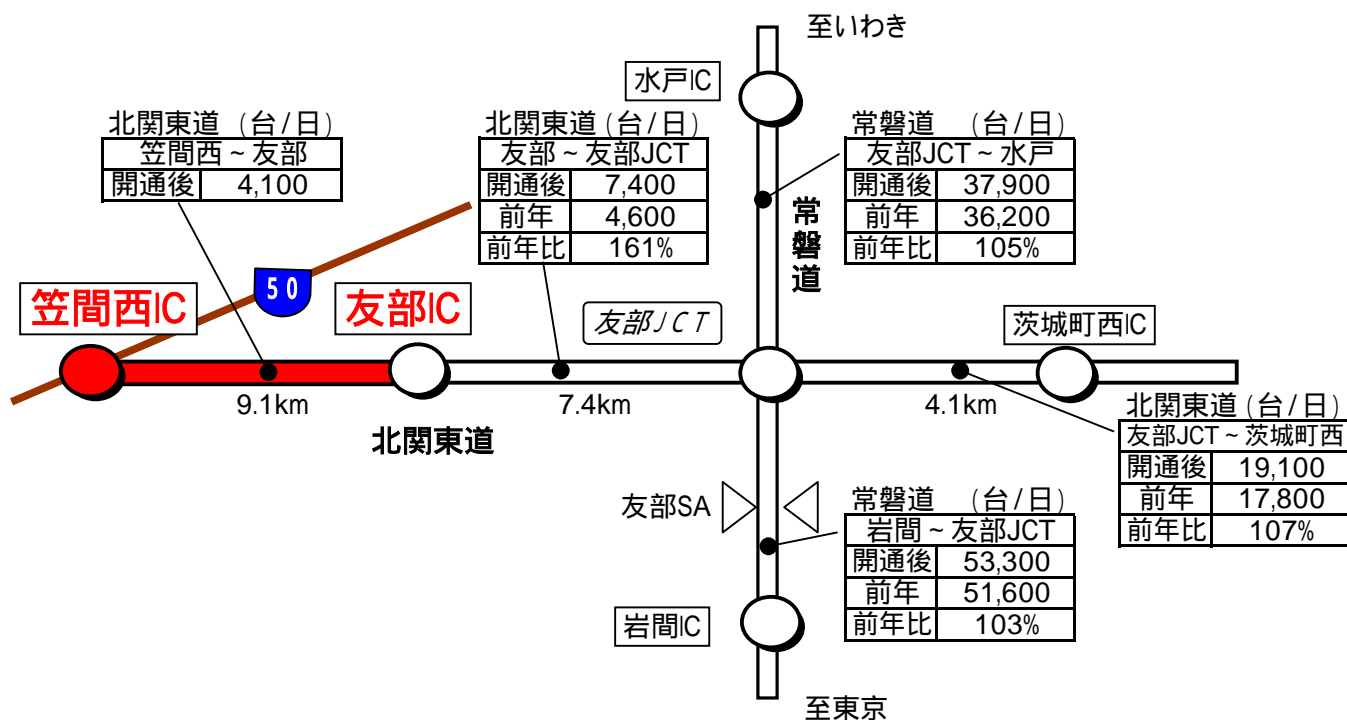 至いわき
水戸IC
北関東道 (台/日)
笠間西 ~ 友部
開通後 4,100
北関東道 (台/日)
友部 ~ 友部JCT
開通後 7,400
前年 4,600
前年比 161%
常磐道 (台/日)
友部JCT ~ 水戸
開通後 37,900
前年 36,200
前年比 105%
常磐道
50
笠間西IC
友部IC
友部JCT
茨城町西IC
9.1km
7.4km
4.1km
北関東道
北関東道 (台/日)
友部JCT ~ 茨城町西
開通後 19,100
前年 17,800
前年比 107%
友部SA
常磐道 (台/日)
岩間 ~ 友部JCT
開通後 53,300
前年 51,600
前年比 103%
岩間IC
至東京